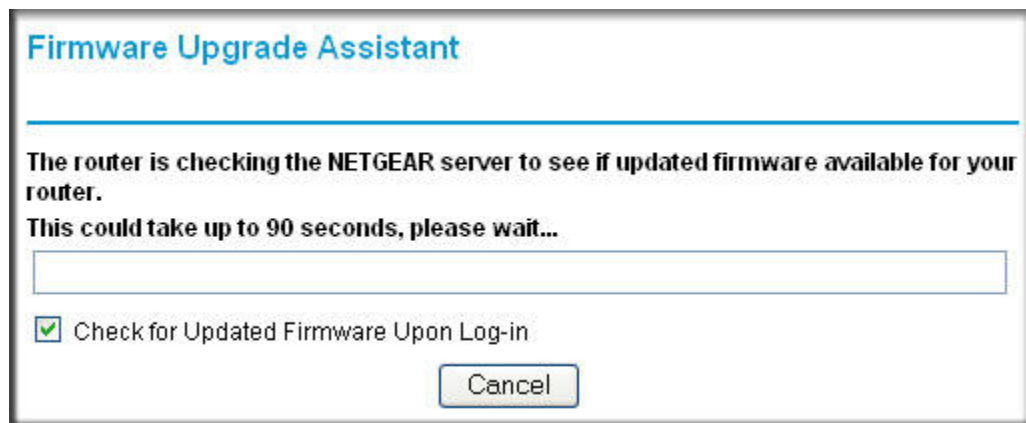 Firmware Upgrade Assistant
The router is checking the NETGEAR server to see if updated firmware available for your
router.
This could take up to 90 seconds, please wait...
Check for Updated Firmware Upon Log-in
Cancel